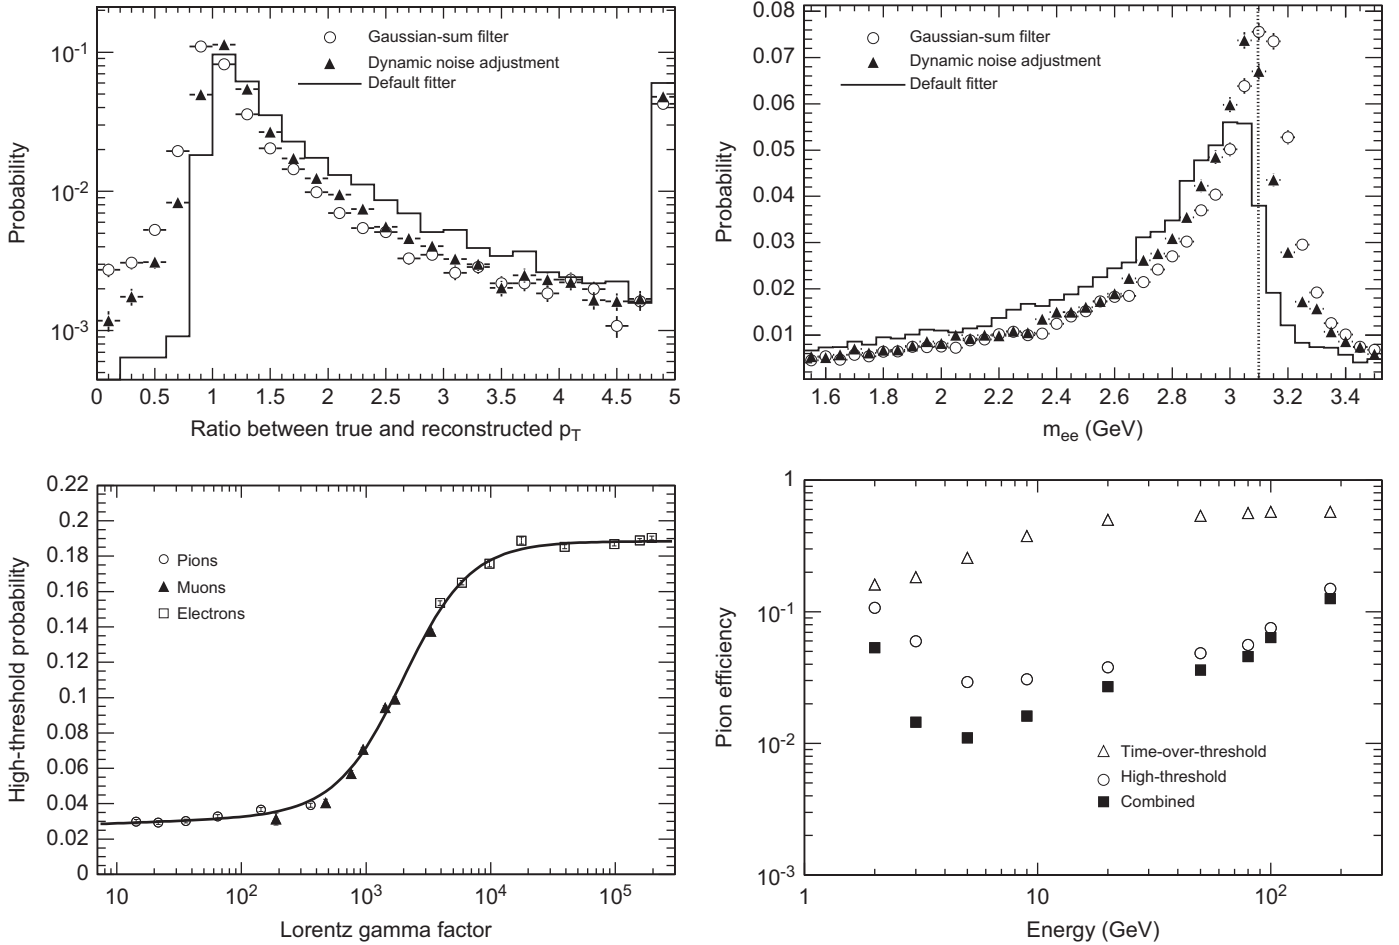 10-1
10-2
10-3
Probability
Gaussian-sum filter
Dynamic noise adjustment
Default fitter
0 0.5 1 1.5 2 2.5 3 3.5 4 4.5 5
Ratio between true and reconstructed pT
0.08
0.07
0.06
0.05
0.04
0.03
0.02
0.01
Probability
Gaussian-sum filter
Dynamic noise adjustment
Default fitter
1.6 1.8 2 2.2 2.4 2.6 2.8 3 3.2 3.4
mee (GeV)
0.22
0.2
0.18
0.16
0.14
0.12
0.1
0.08
0.06
0.04
0.02
0
High-threshold probability
Pions
Muons
Electrons
10 102 103 104 105
Lorentz gamma factor
1
10-1
10-2
10-3
Pion efficiency
Time-over-threshold
High-threshold
Combined
1 10 102
Energy (GeV)